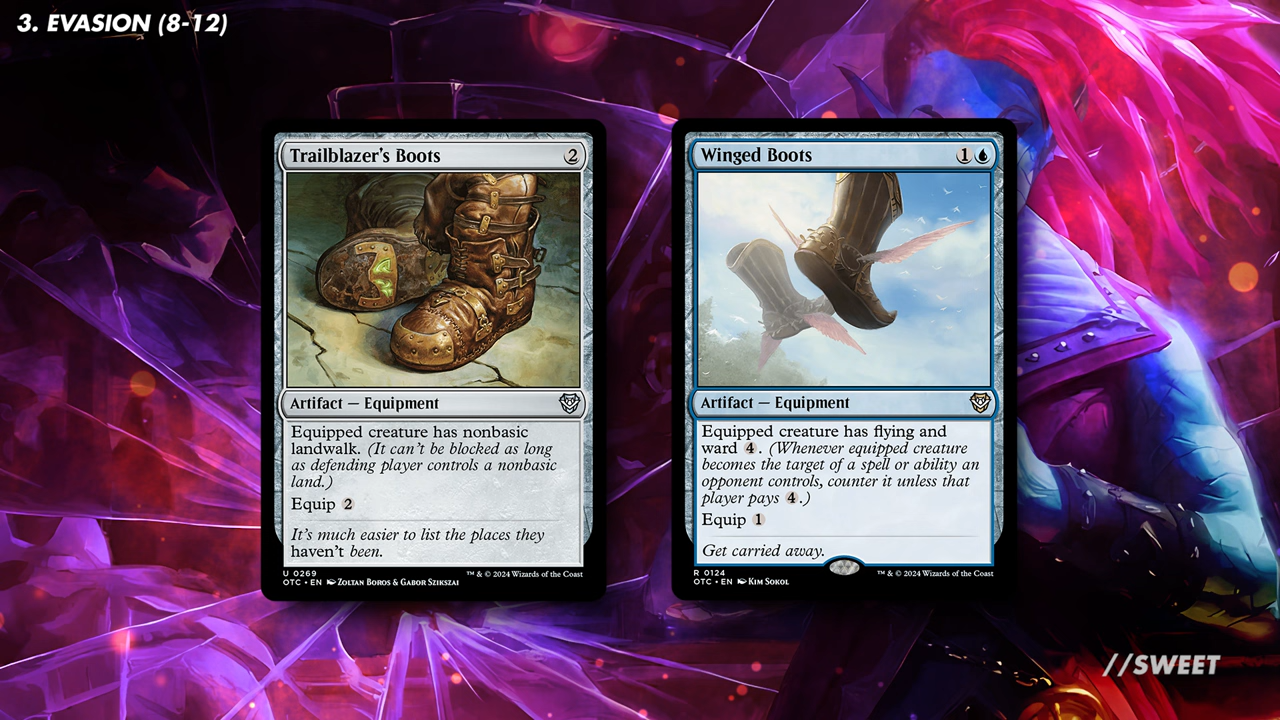 3. EVASION (8-12)
Trailblazer's Boots 2
Artifact — Equipment
Equipped creature has nonbasic
landwalk. (It can't be blocked as long
as defending player controls a nonbasic
land.)
Equip 2
It's much easier to list the places they
haven't been.
U 0269
OTC • EN Zoltan Boros & Gabor Szikszai
™ & © 2024 Wizards of the Coast
Winged Boots 1
Artifact — Equipment
Equipped creature has flying and
ward 4. (Whenever equipped creature
becomes the target of a spell or ability an
opponent controls, counter it unless that
player pays 4.)
Equip 1
Get carried away.
R 0124
OTC • EN Kim Sokol
™ & © 2024 Wizards of the Coast
//SWEET